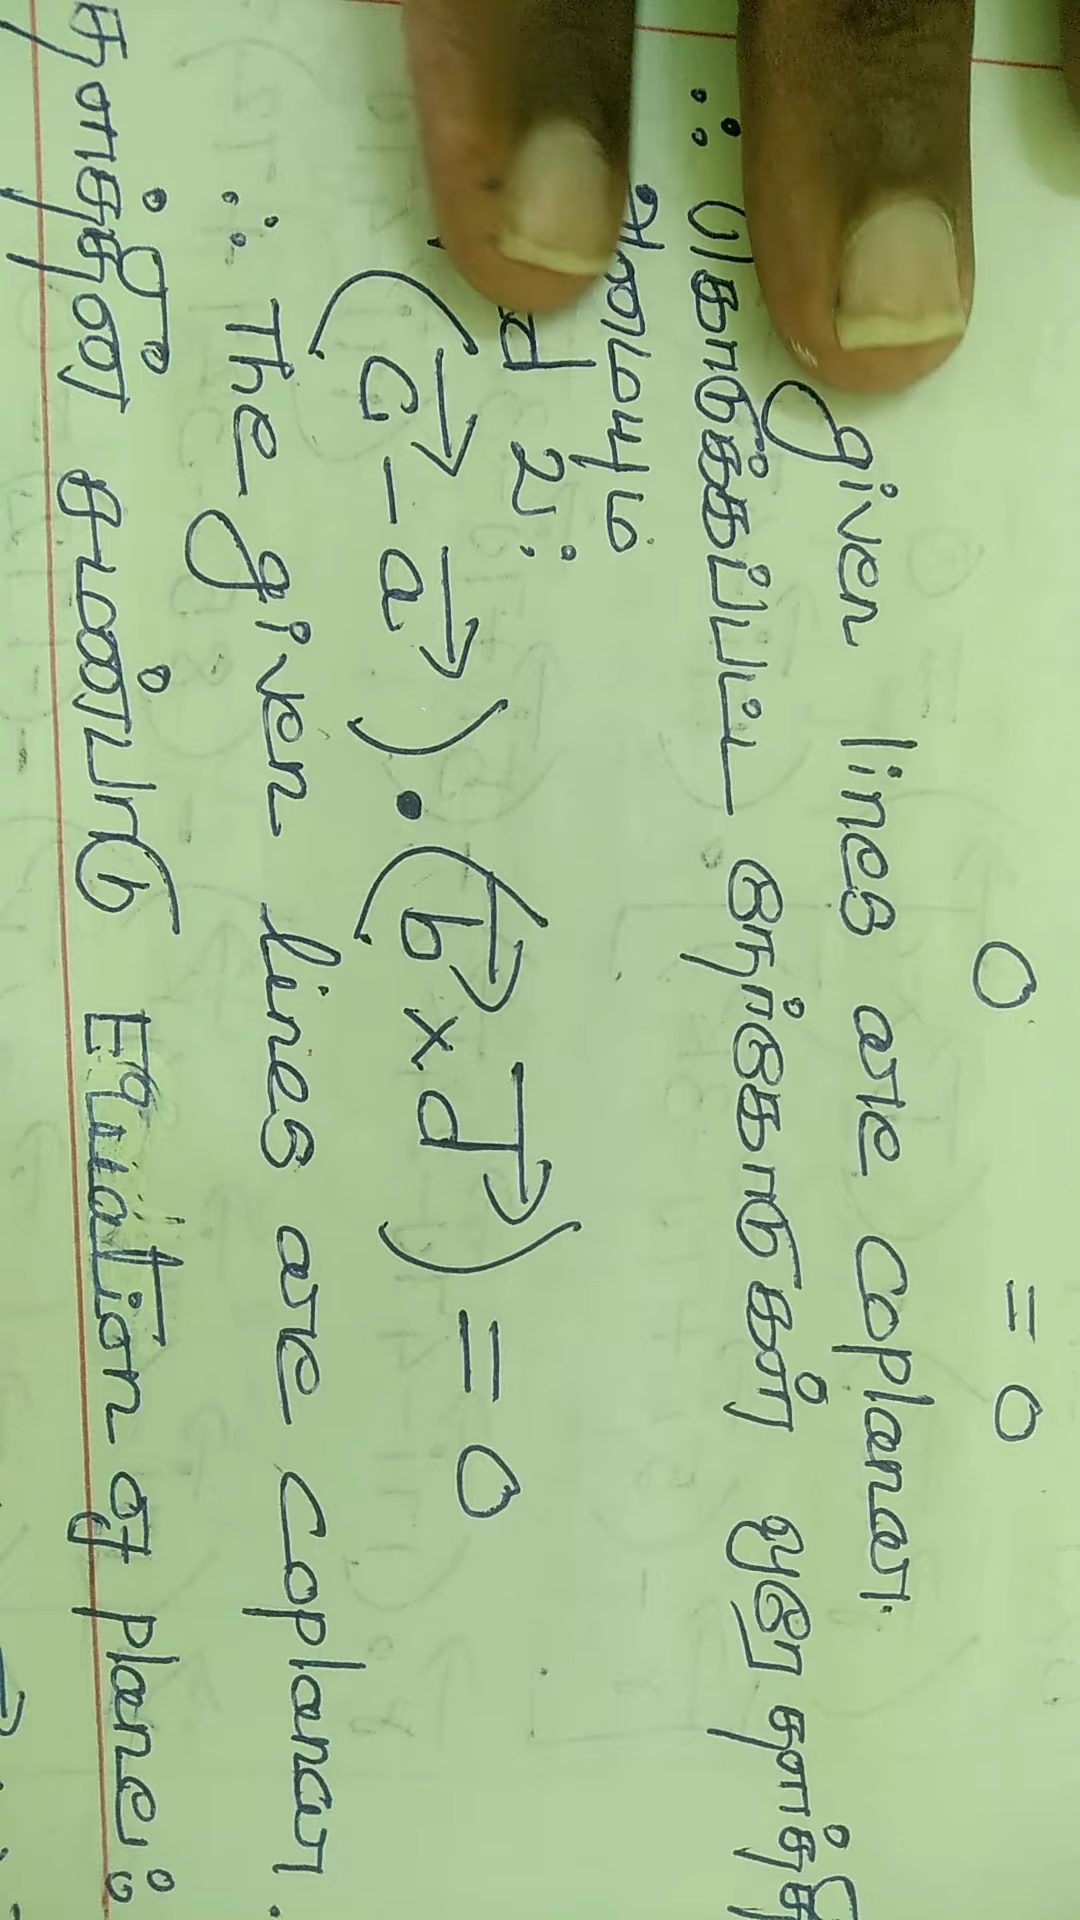 0 = 0
given lines are coplanar.
∴ கொடுக்கப்பட்ட நேர்கோடுகள் ஒரே தளத்தில்
அமையும்
2:
(c⃗ - a⃗) · (b⃗ × d⃗) = 0
∴ The given lines are coplanar.
தளத்தின் சமன்பாடு Equation of plane: